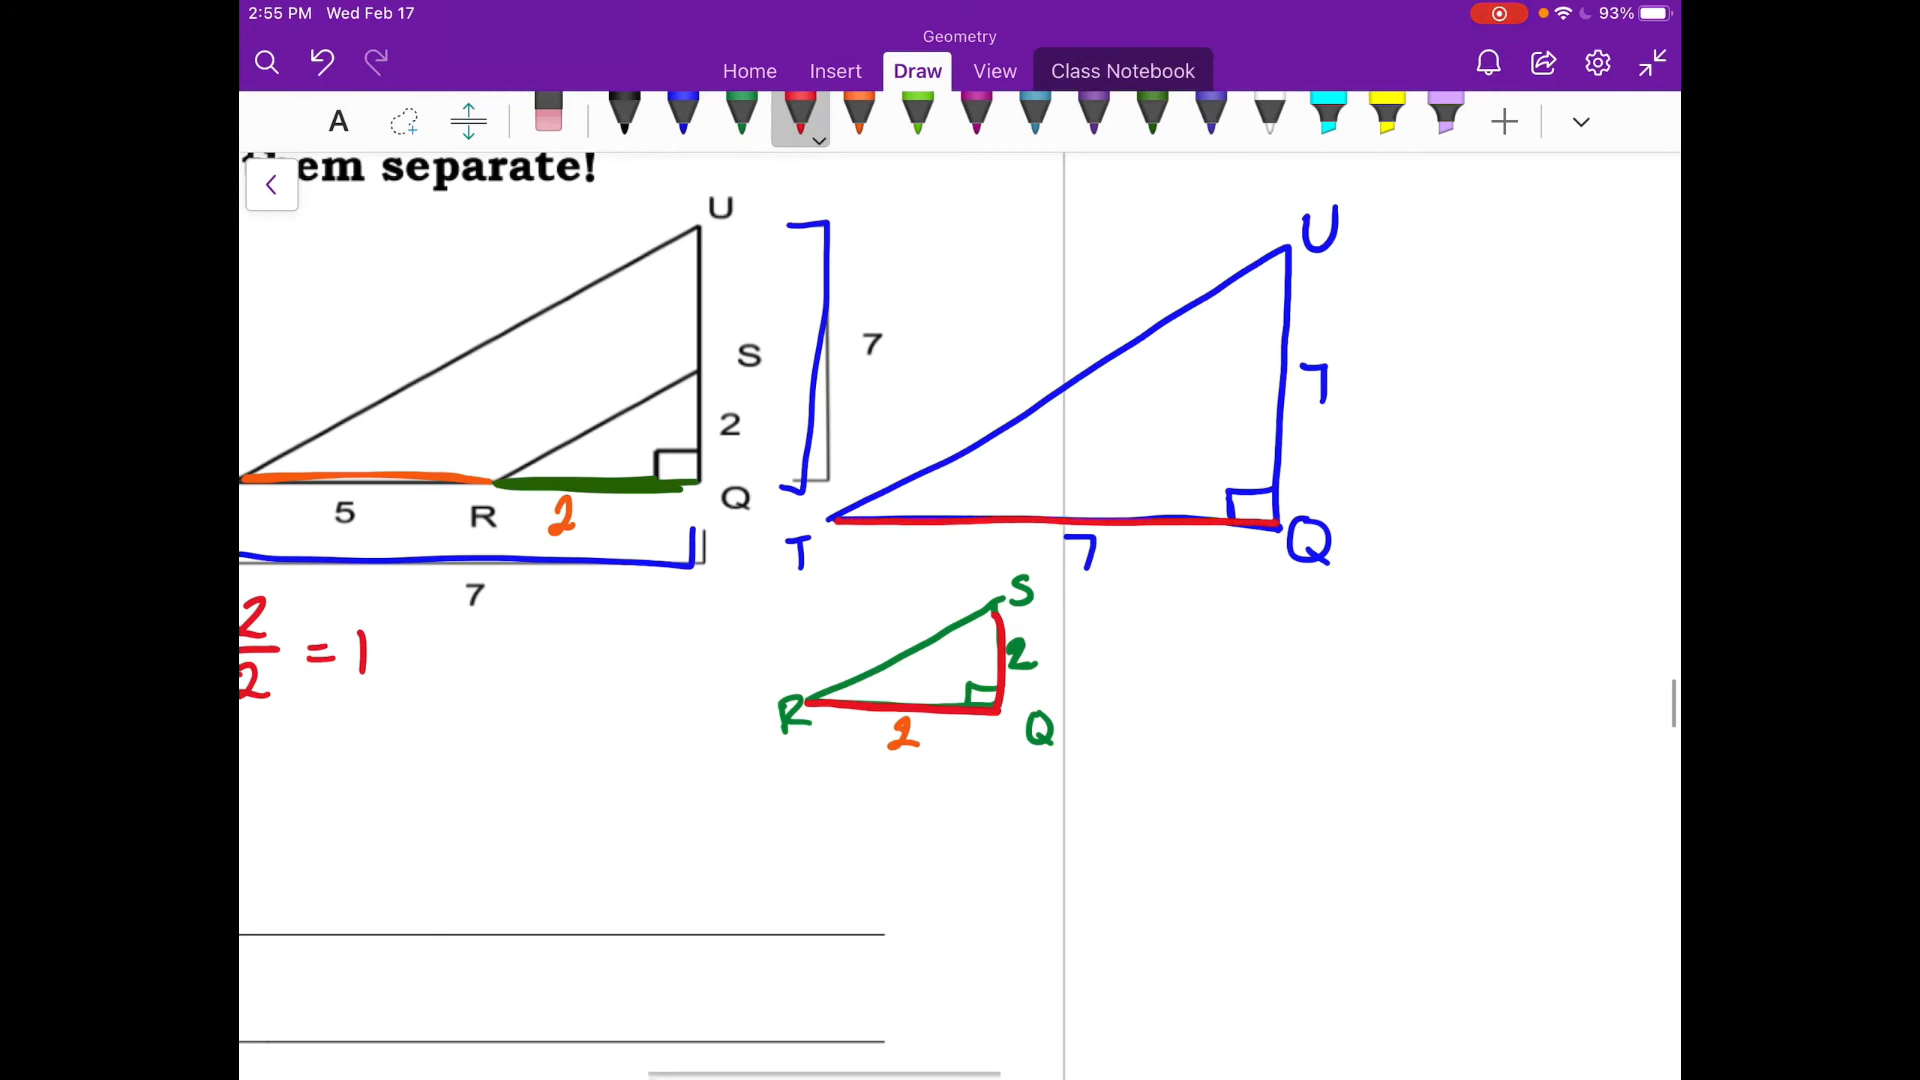 2:55 PM Wed Feb 17
93%
Geometry
Home Insert Draw View Class Notebook
A
em separate!
U
S
7
2
5
R
2
Q
7
2
2
= 1
U
7
T
7
Q
S
2
R
2
Q